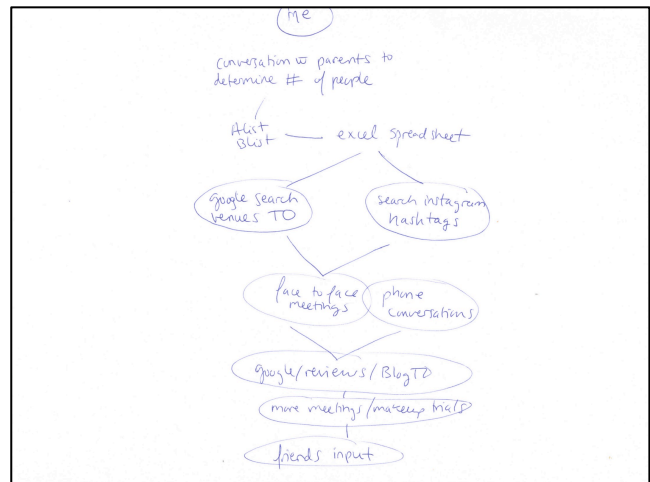 me
conversation w parents to
determine # of people
Alist
Blist
excel spreadsheet
google search
venues TO
search instagram
hashtags
face to face
meetings
phone
conversations
google/reviews/BlogTO
more meetings/makeup trials
friends input